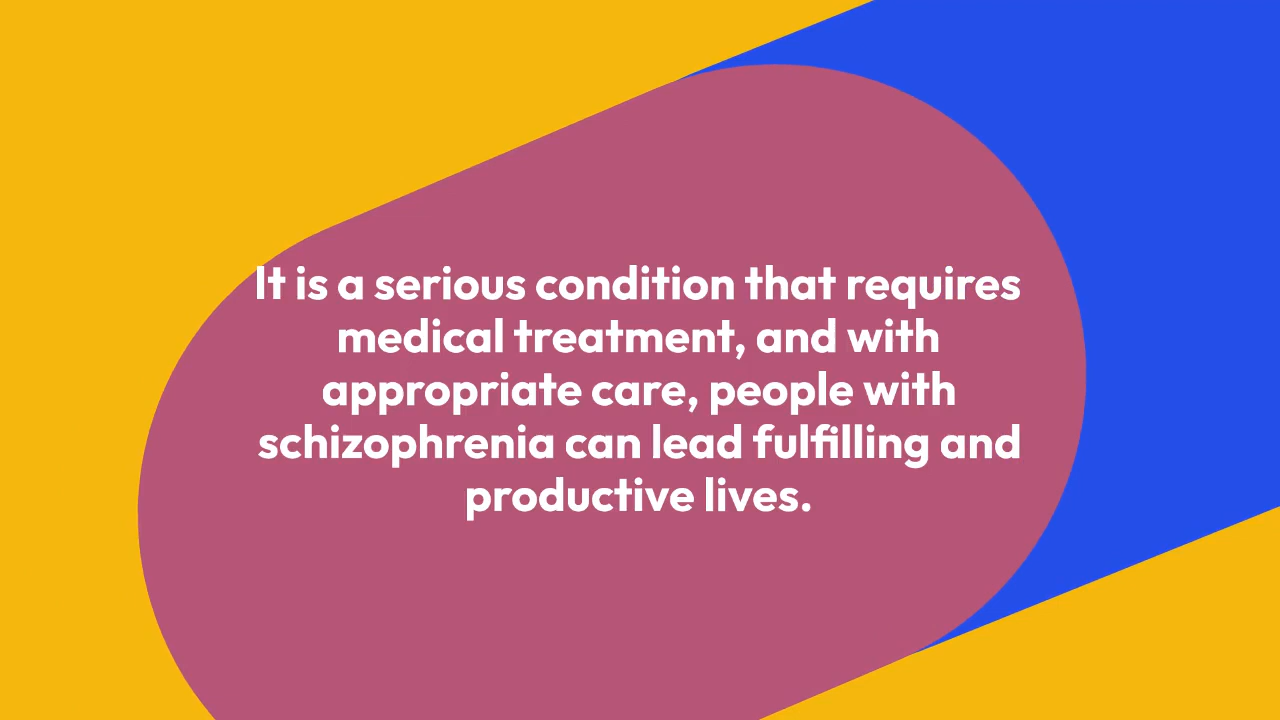 It is a serious condition that requires
medical treatment, and with
appropriate care, people with
schizophrenia can lead fulfilling and
productive lives.